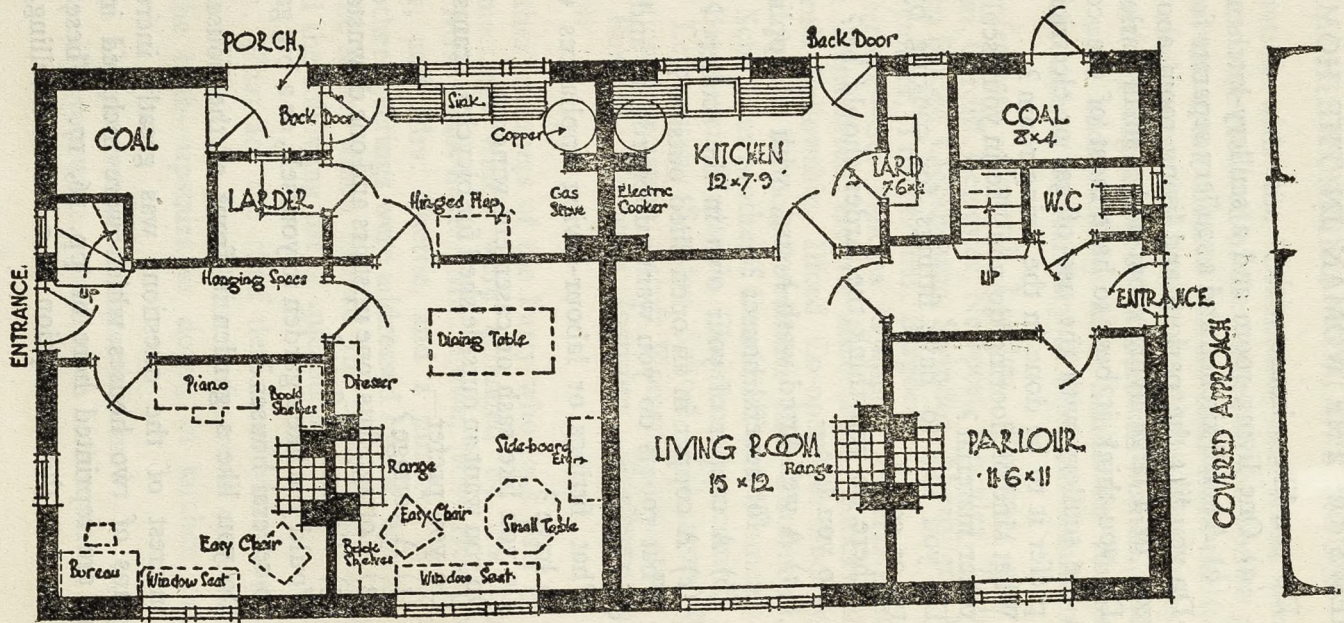 PORCH,
Back Door
COAL
Back Door
Sink
Copper
KITCHEN
12 × 7·9
LARD
COAL
8 × 4
LARDER
Hinged Flap
Gas
Stove
Electric
Cooker
W.C
UP
Hanging Space
UP
ENTRANCE.
ENTRANCE
Dining Table
Piano
Book
Shelves
Dresser
Side-board
Range
LIVING ROOM
15 × 12
Range
PARLOUR
11·6 × 11
COVERED APPROACH
Easy Chair
Small Table
Easy Chair
Book
Shelves
Bureau
Window Seat
Window Seat